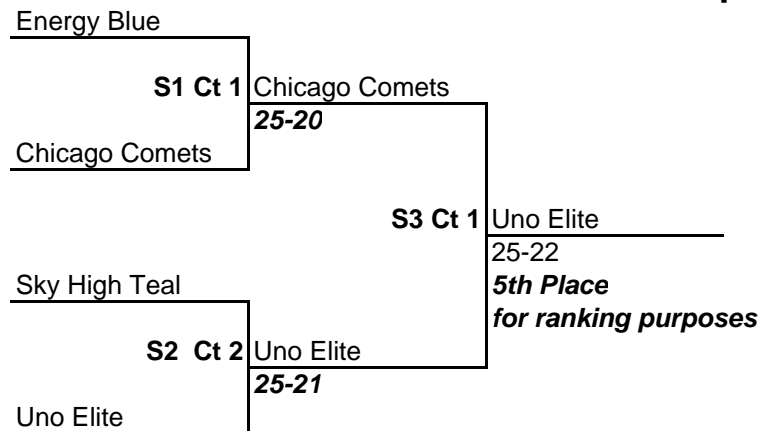 Energy Blue
S1 Ct 1 Chicago Comets
25-20
Chicago Comets
S3 Ct 1 Uno Elite
25-22
Sky High Teal
5th Place
for ranking purposes
S2 Ct 2 Uno Elite
25-21
Uno Elite